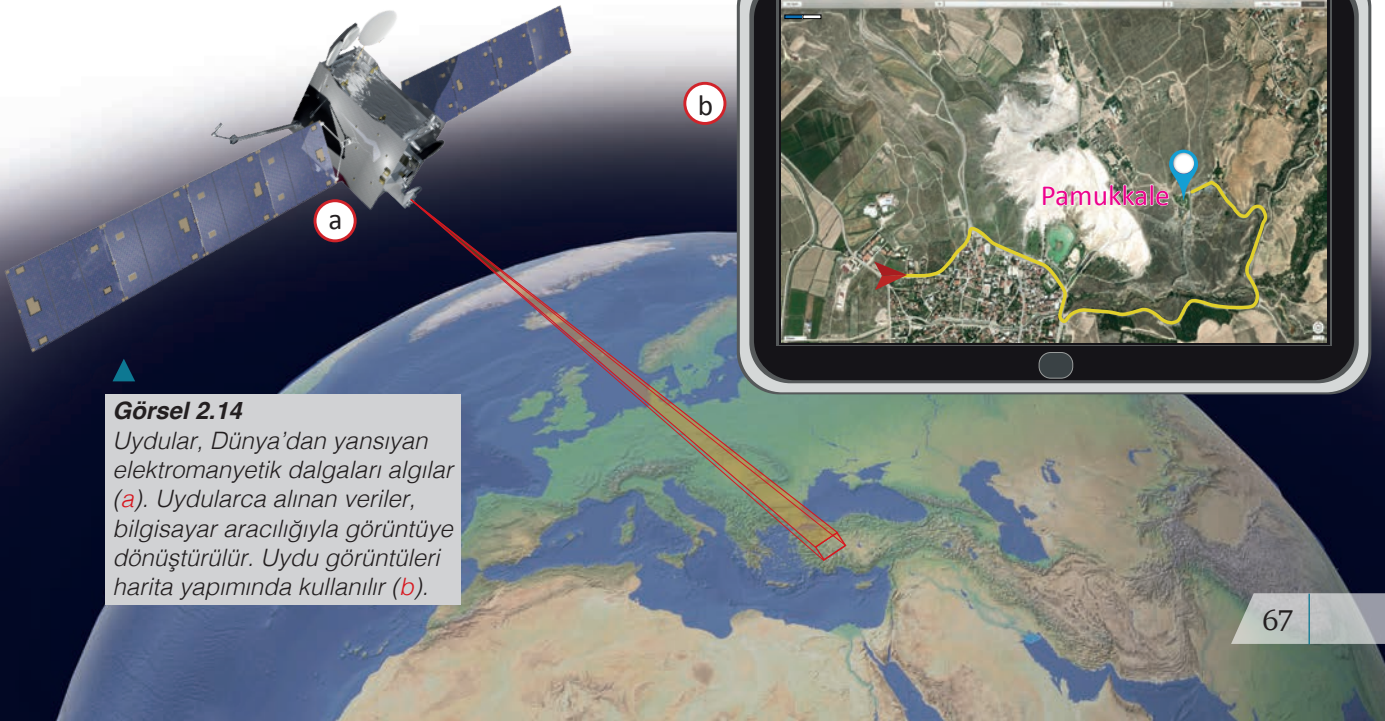 b
Pamukkale
a
Görsel 2.14
Uydular, Dünya’dan yansıyan
elektromanyetik dalgaları algılar
(a). Uydularca alınan veriler,
bilgisayar aracılığıyla görüntüye
dönüştürülür. Uydu görüntüleri
harita yapımında kullanılır (b).
67